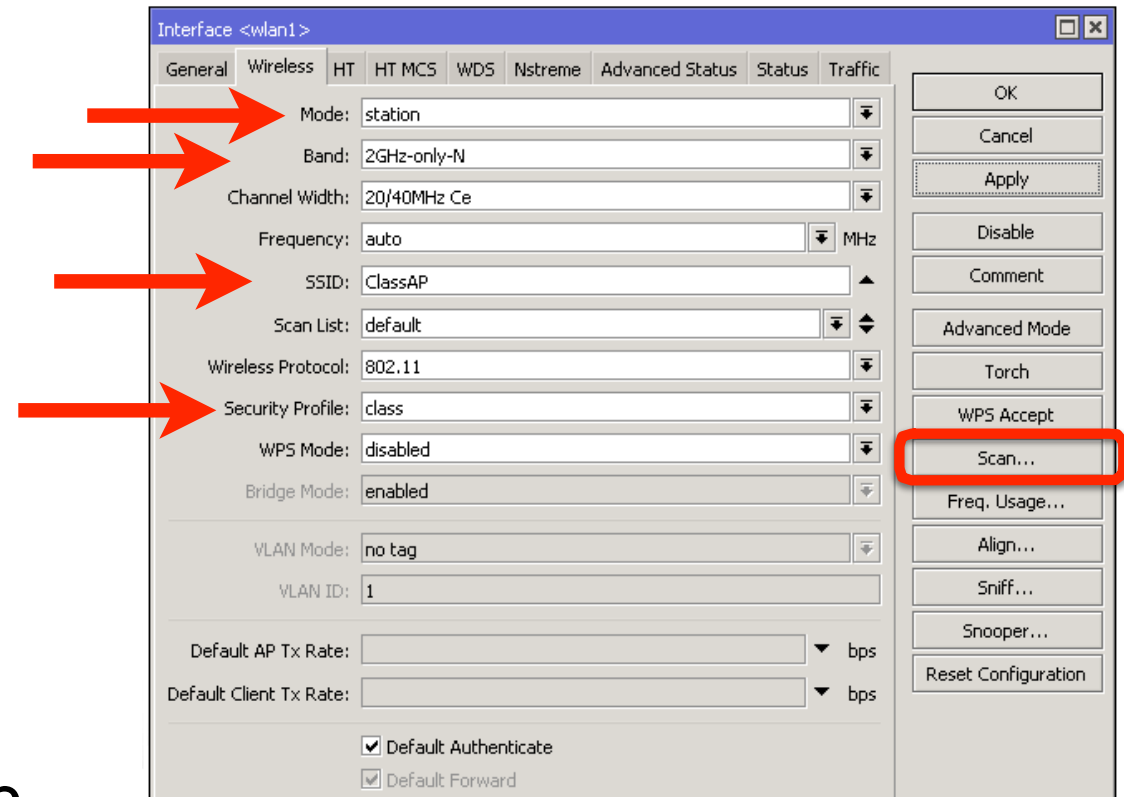 Interface <wlan1>
General Wireless HT HT MCS WDS Nstreme Advanced Status Status Traffic
Mode: station
Band: 2GHz-only-N
Channel Width: 20/40MHz Ce
Frequency: auto MHz
SSID: ClassAP
Scan List: default
Wireless Protocol: 802.11
Security Profile: class
WPS Mode: disabled
Bridge Mode: enabled
VLAN Mode: no tag
VLAN ID: 1
Default AP Tx Rate: bps
Default Client Tx Rate: bps
Default Authenticate
Default Forward
OK
Cancel
Apply
Disable
Comment
Advanced Mode
Torch
WPS Accept
Scan...
Freq. Usage...
Align...
Sniff...
Snooper...
Reset Configuration